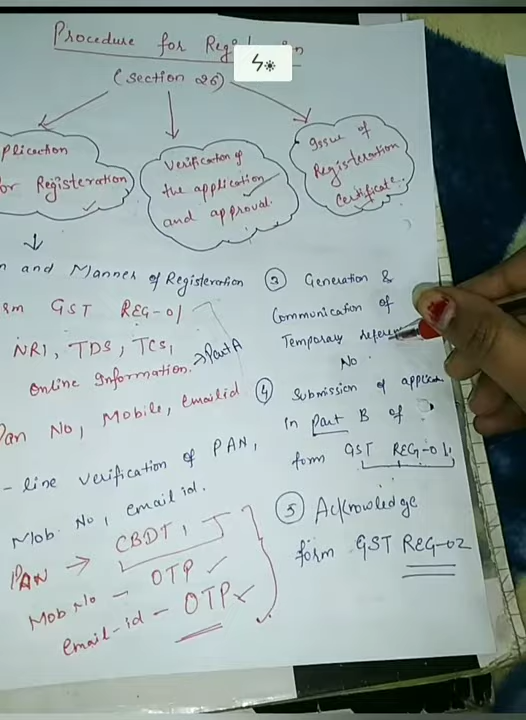 Procedure for
(Section 26)
plication
for Registeration
Verification of
the application
and approval.
Issue of
Registeration
Certificate.
n and Manner of Registeration
rm GST REG-01
NRI, TDS, TCS,
Online Information.
→ Part A
Pan No, Mobile, emailid
- line verification of PAN,
Mob. No, email id.
PAN → CBDT,
Mob No - OTP
email-id - OTP
③ Generation &
Communication of
Temporary
No.
④ Submission of
in Part B of
form GST REG-01,
⑤ Acknowledge
form GST REG-02